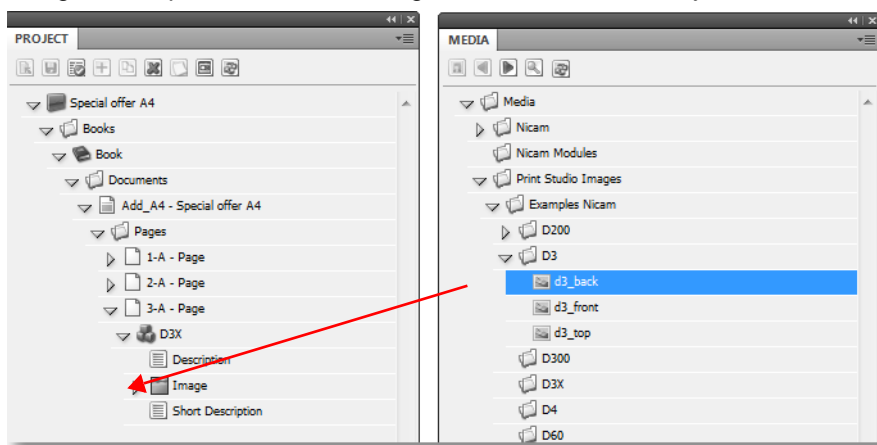 PROJECT
Special offer A4
Books
Book
Documents
Add_A4 - Special offer A4
Pages
1-A - Page
2-A - Page
3-A - Page
D3X
Description
Image
Short Description
MEDIA
Media
Nicam
Nicam Modules
Print Studio Images
Examples Nicam
D200
D3
d3_back
d3_front
d3_top
D300
D3X
D4
D60